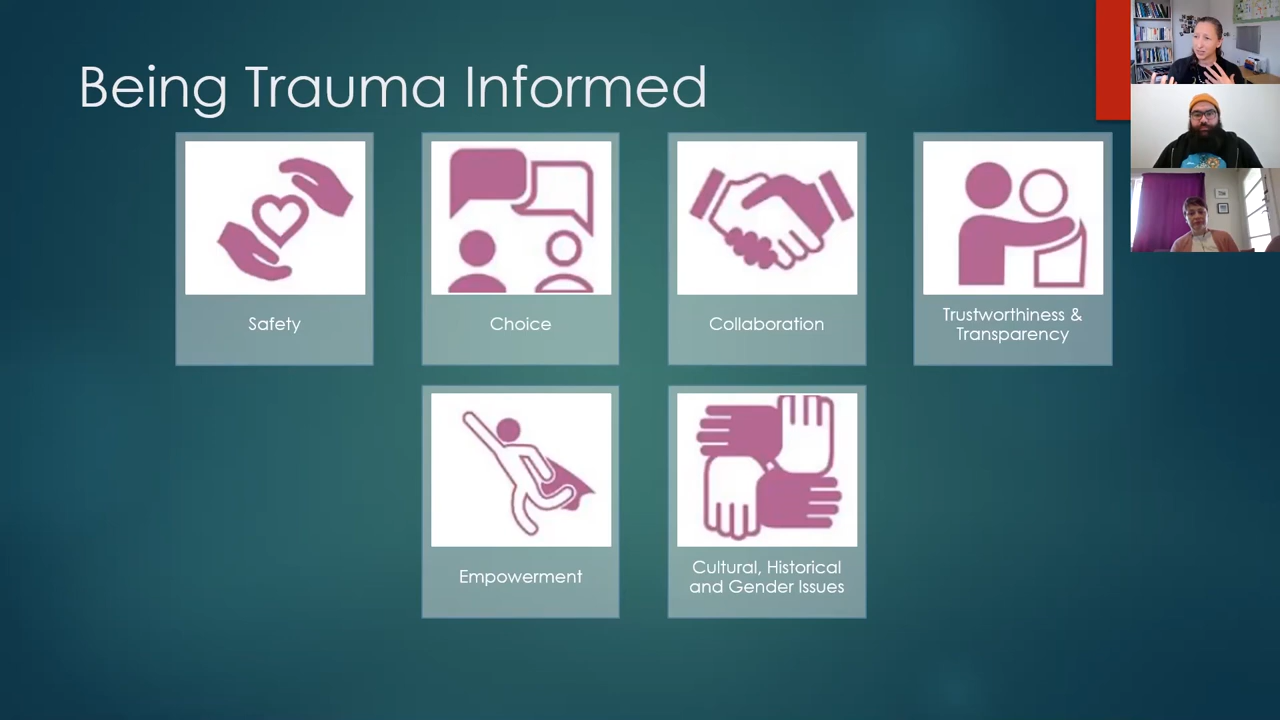 Being Trauma Informed
Safety
Choice
Collaboration
Trustworthiness &
Transparency
Empowerment
Cultural, Historical
and Gender Issues